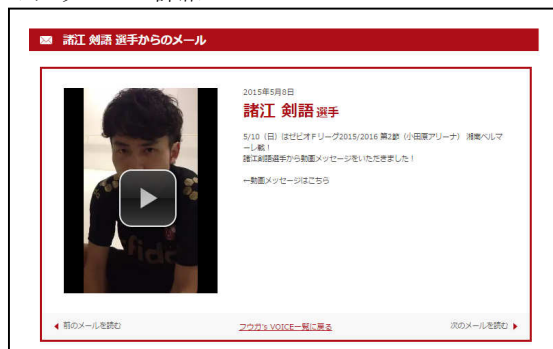 諸江 剣語 選手からのメール
2015年5月8日
諸江 剣語 選手
5/10（日）はゼビオFリーグ2015/2016 第2節（小田原アリーナ） 湘南ベルマ
ーレ戦！
諸江剣語選手から動画メッセージをいただきました！
←動画メッセージはこちら
fido
前のメールを読む
フウガ's VOICE一覧に戻る
次のメールを読む